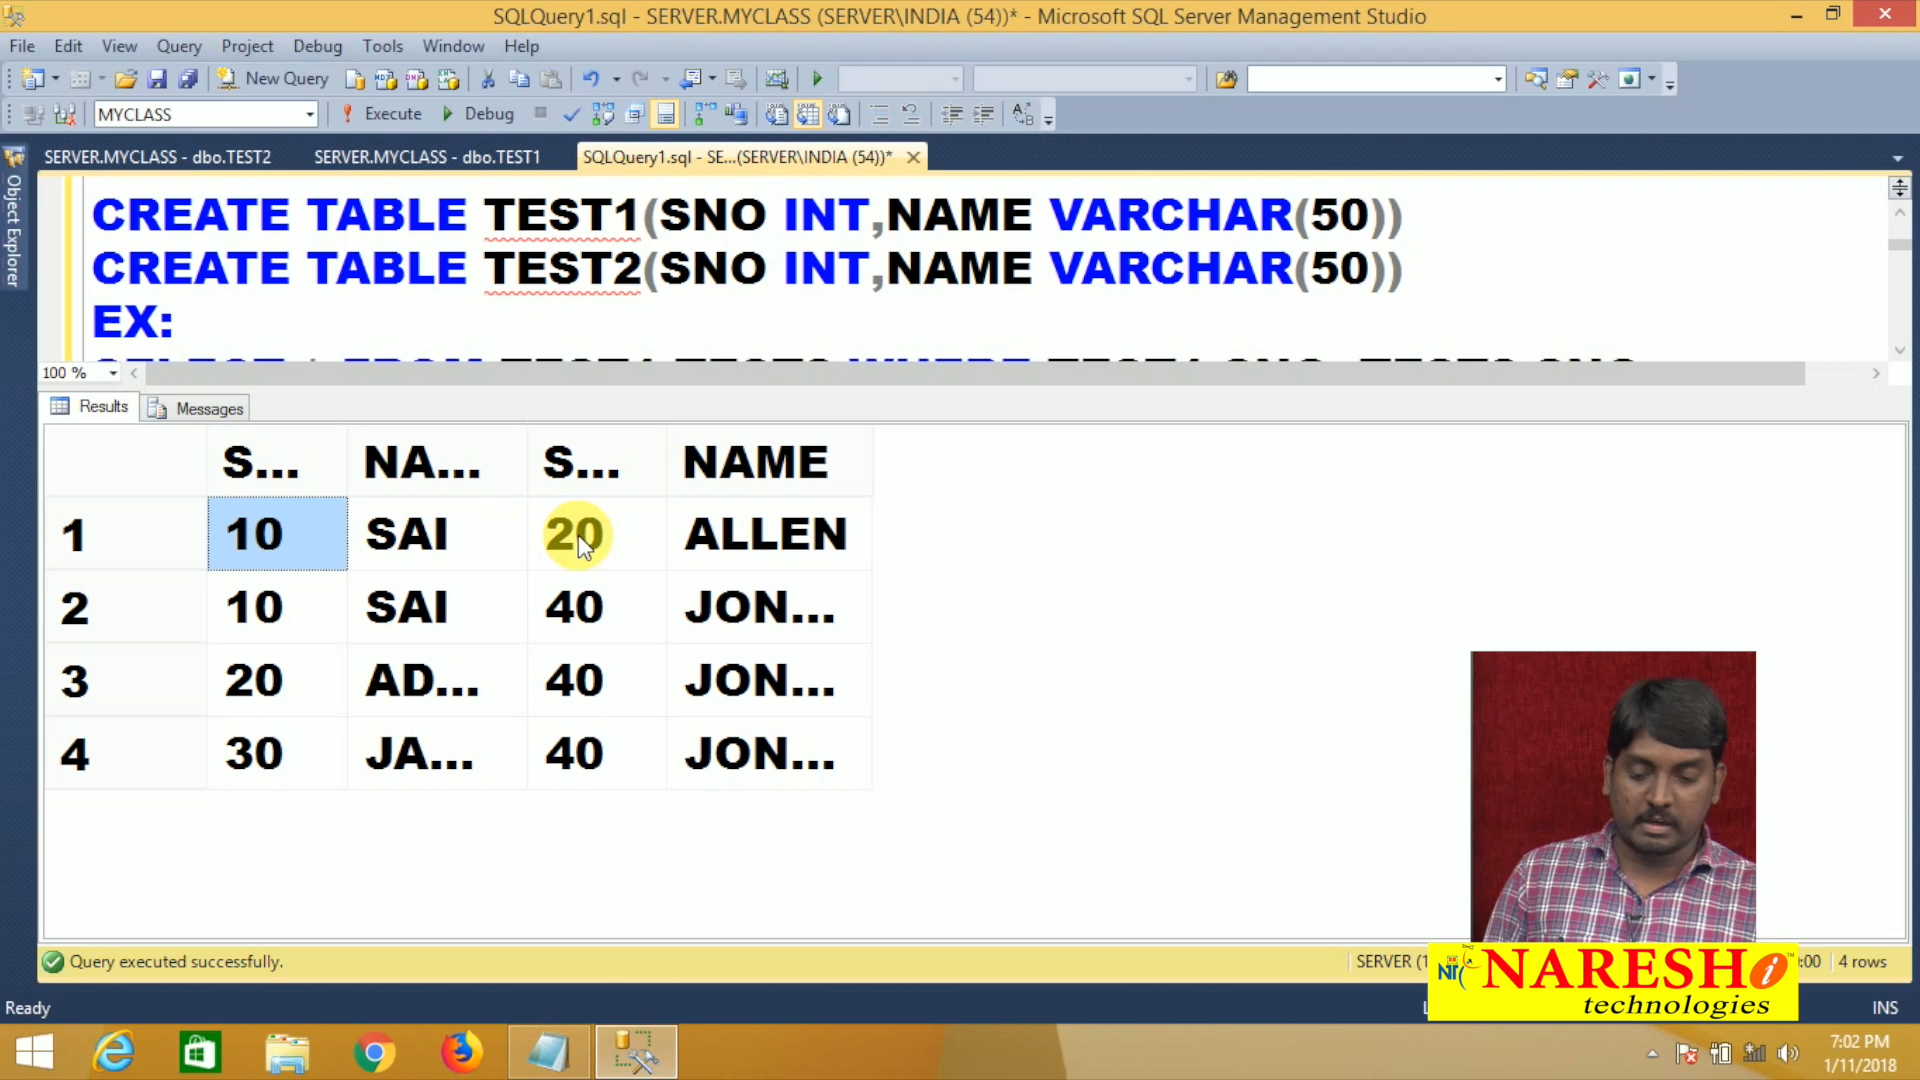 SQLQuery1.sql - SERVER.MYCLASS (SERVER\INDIA (54))* - Microsoft SQL Server Management Studio
File Edit View Query Project Debug Tools Window Help
New Query
MYCLASS Execute Debug
SERVER.MYCLASS - dbo.TEST2 SERVER.MYCLASS - dbo.TEST1 SQLQuery1.sql - SE...(SERVER\INDIA (54))*
Object Explorer
CREATE TABLE TEST1(SNO INT,NAME VARCHAR(50))
CREATE TABLE TEST2(SNO INT,NAME VARCHAR(50))
EX:
100 %
Results Messages
S... NA... S... NAME
1 10 SAI 20 ALLEN
2 10 SAI 40 JON...
3 20 AD... 40 JON...
4 30 JA... 40 JON...
Query executed successfully. SERVER (1 :00 4 rows
NARESH i
technologies
Ready INS
7:02 PM
1/11/2018